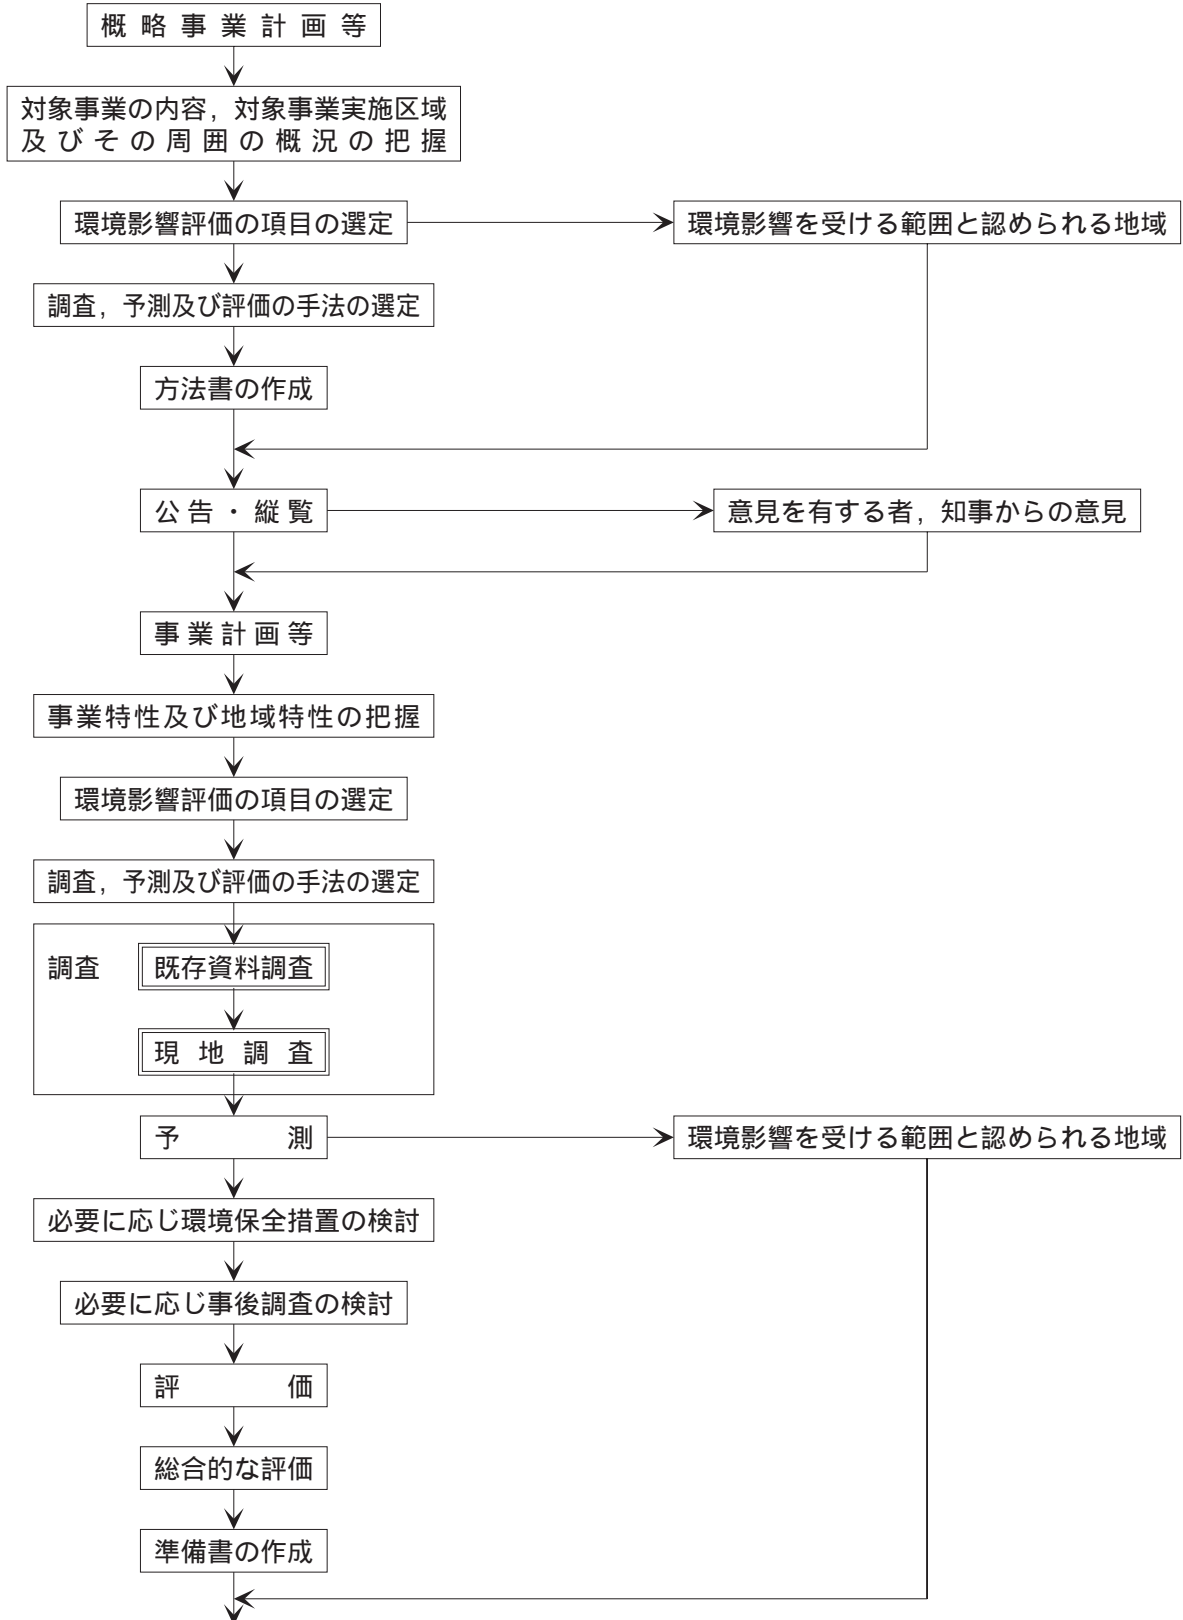 概略事業計画等
対象事業の内容，対象事業実施区域
及びその周囲の概況の把握
環境影響評価の項目の選定
環境影響を受ける範囲と認められる地域
調査，予測及び評価の手法の選定
方法書の作成
公告・縦覧
意見を有する者，知事からの意見
事業計画等
事業特性及び地域特性の把握
環境影響評価の項目の選定
調査，予測及び評価の手法の選定
調査
既存資料調査
現地調査
予測
環境影響を受ける範囲と認められる地域
必要に応じ環境保全措置の検討
必要に応じ事後調査の検討
評価
総合的な評価
準備書の作成